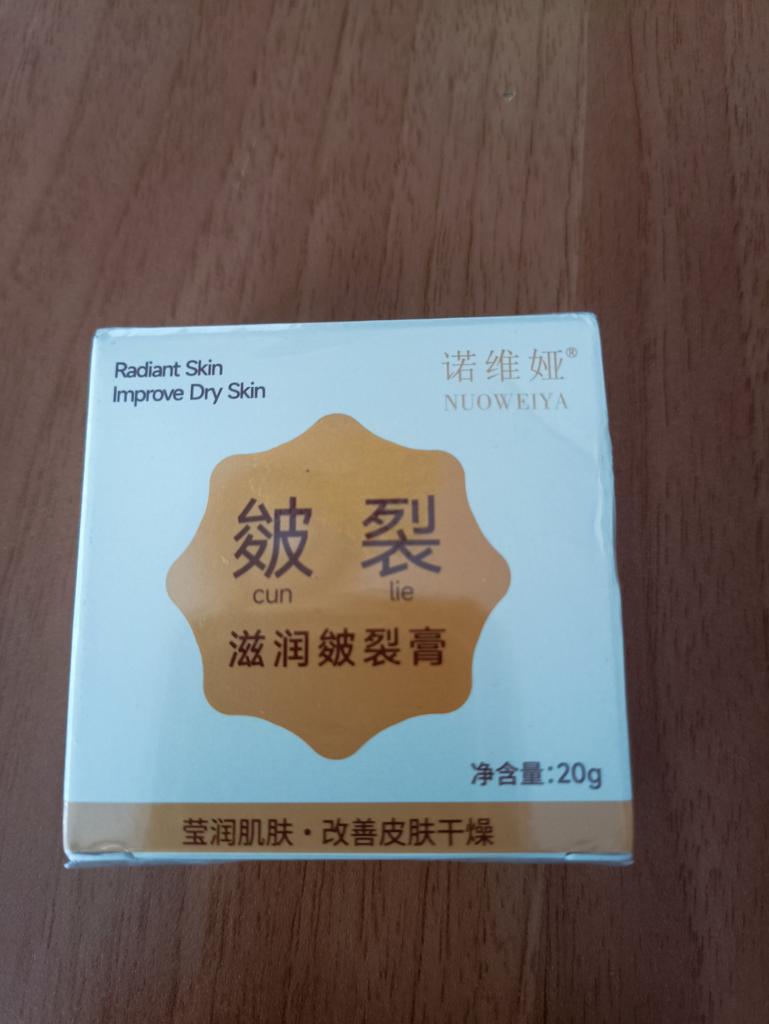 Radiant Skin
Improve Dry Skin
诺维娅®
NUOWEIYA
皴 裂
cun lie
滋润皴裂膏
净含量:20g
莹润肌肤·改善皮肤干燥